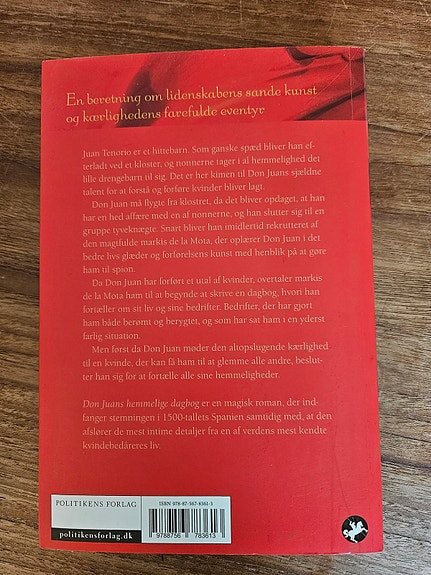 En beretning om lidenskabens sande kunst
og kærlighedens farefulde eventyr
Juan Tenorio er et hittebarn. Som ganske spæd bliver han ef-
terladt ved et kloster, og nonnerne tager i al hemmelighed det
lille drengebarn til sig. Det er her kimen til Don Juans sjældne
talent for at forstå og forføre kvinder bliver lagt.
Don Juan må flygte fra klostret, da det bliver opdaget, at han
har en hed affære med en af nonnerne, og han slutter sig til en
gruppe tyveknægte. Snart bliver han imidlertid rekrutteret af
den magtfulde markis de la Mota, der oplærer Don Juan i det
bedre livs glæder og forførelsens kunst med henblik på at gøre
ham til spion.
Da Don Juan har forført et utal af kvinder, overtaler markis
de la Mota ham til at begynde at skrive en dagbog, hvori han
fortæller om sit liv og sine bedrifter. Bedrifter, der har gjort
ham både berømt og berygtet, og som har sat ham i en yderst
farlig situation.
Men først da Don Juan møder den altopslugende kærlighed
til en kvinde, der kan få ham til at glemme alle andre, beslut-
ter han sig for at fortælle alle sine hemmeligheder.
Don Juans hemmelige dagbog er en magisk roman, der ind-
fanger stemningen i 1500-tallets Spanien samtidig med, at den
afslører de mest intime detaljer fra en af verdens mest kendte
kvindebedåreres liv.
POLITIKENS FORLAG
politikensforlag.dk
ISBN 978-87-567-8361-3
9788756 783613